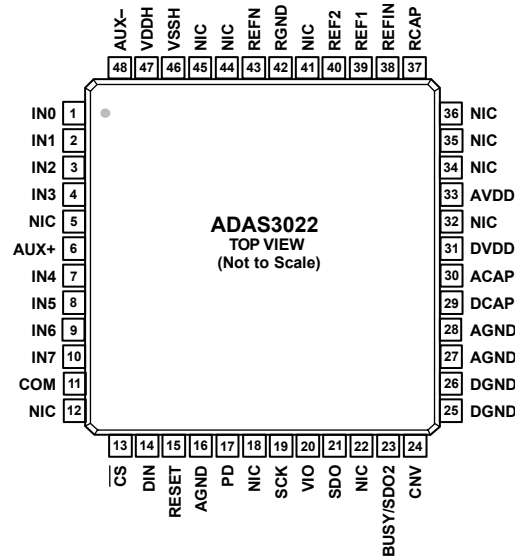 AUX–
VDDH
VSSH
NIC
NIC
REFN
RGND
NIC
REF2
REF1
REFIN
RCAP
48 47 46 45 44 43 42 41 40 39 38 37
IN0 1
IN1 2
IN2 3
IN3 4
NIC 5
AUX+ 6
IN4 7
IN5 8
IN6 9
IN7 10
COM 11
NIC 12
ADAS3022
TOP VIEW
(Not to Scale)
36 NIC
35 NIC
34 NIC
33 AVDD
32 NIC
31 DVDD
30 ACAP
29 DCAP
28 AGND
27 AGND
26 DGND
25 DGND
13 14 15 16 17 18 19 20 21 22 23 24
CS
DIN
RESET
AGND
PD
NIC
SCK
VIO
SDO
NIC
BUSY/SDO2
CNV